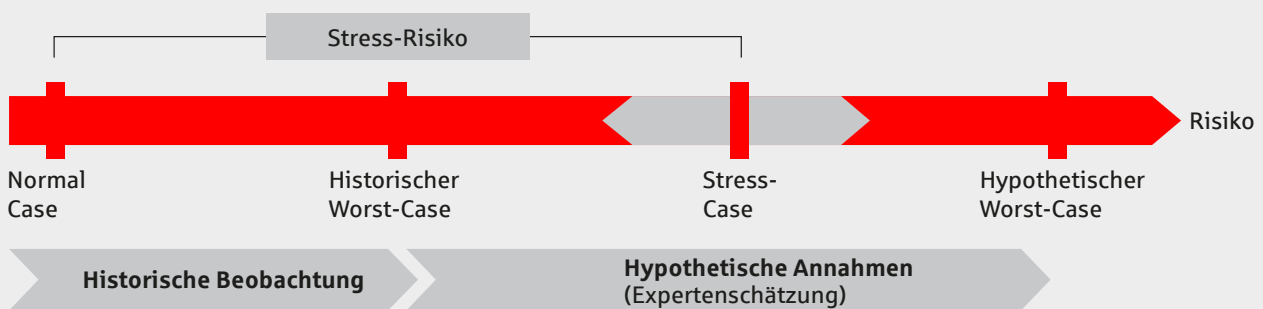 Stress-Risiko
Risiko
Normal
Case
Historischer
Worst-Case
Stress-
Case
Hypothetischer
Worst-Case
Historische Beobachtung
Hypothetische Annahmen
(Expertenschätzung)